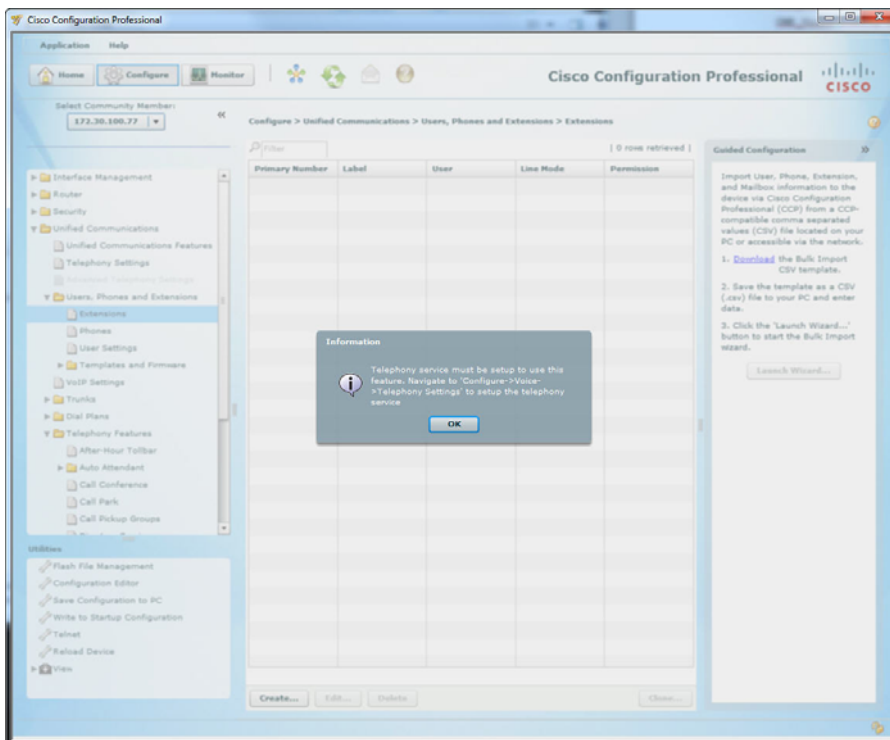 Cisco Configuration Professional
Application Help
Home Configure Monitor
Cisco Configuration Professional
CISCO
Select Community Member:
172.30.100.77
Configure > Unified Communications > Users, Phones and Extensions > Extensions
Filter
| 0 rows retrieved |
Primary Number Label User Line Mode Permission
Interface Management
Router
Security
Unified Communications
Unified Communications Features
Telephony Settings
Advanced Telephony Settings
Users, Phones and Extensions
Extensions
Phones
User Settings
Templates and Firmware
VoIP Settings
Trunks
Dial Plans
Telephony Features
After-Hour Tollbar
Auto Attendant
Call Conference
Call Park
Call Pickup Groups
Utilities
Flash File Management
Configuration Editor
Save Configuration to PC
Write to Startup Configuration
Telnet
Reload Device
View
Information
Telephony service must be setup to use this
feature. Navigate to 'Configure->Voice-
>Telephony Settings' to setup the telephony
service
OK
Create... Edit... Delete
Clone...
Guided Configuration
Import User, Phone, Extension,
and Mailbox information to the
device via Cisco Configuration
Professional (CCP) from a CCP-
compatible comma separated
values (CSV) file located on your
PC or accessible via the network.
1. Download the Bulk Import
CSV template.
2. Save the template as a CSV
(.csv) file to your PC and enter
data.
3. Click the 'Launch Wizard...'
button to start the Bulk Import
wizard.
Launch Wizard...